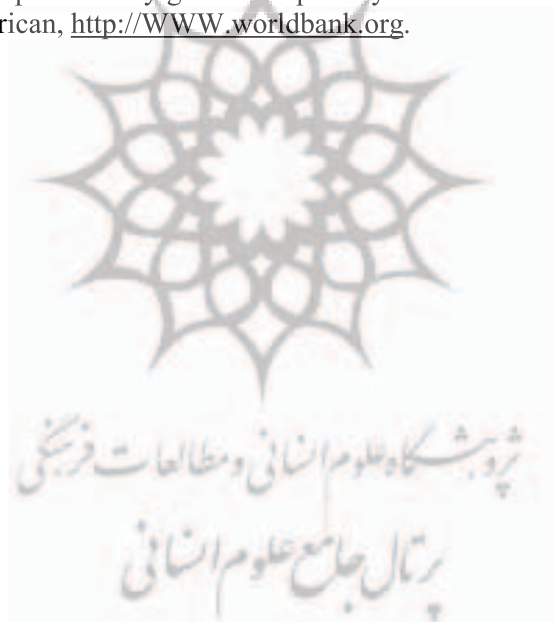 rican, http://WWW.worldbank.org.
پژوهشگاه علوم انسانی و مطالعات فرهنگی
پرتال جامع علوم انسانی